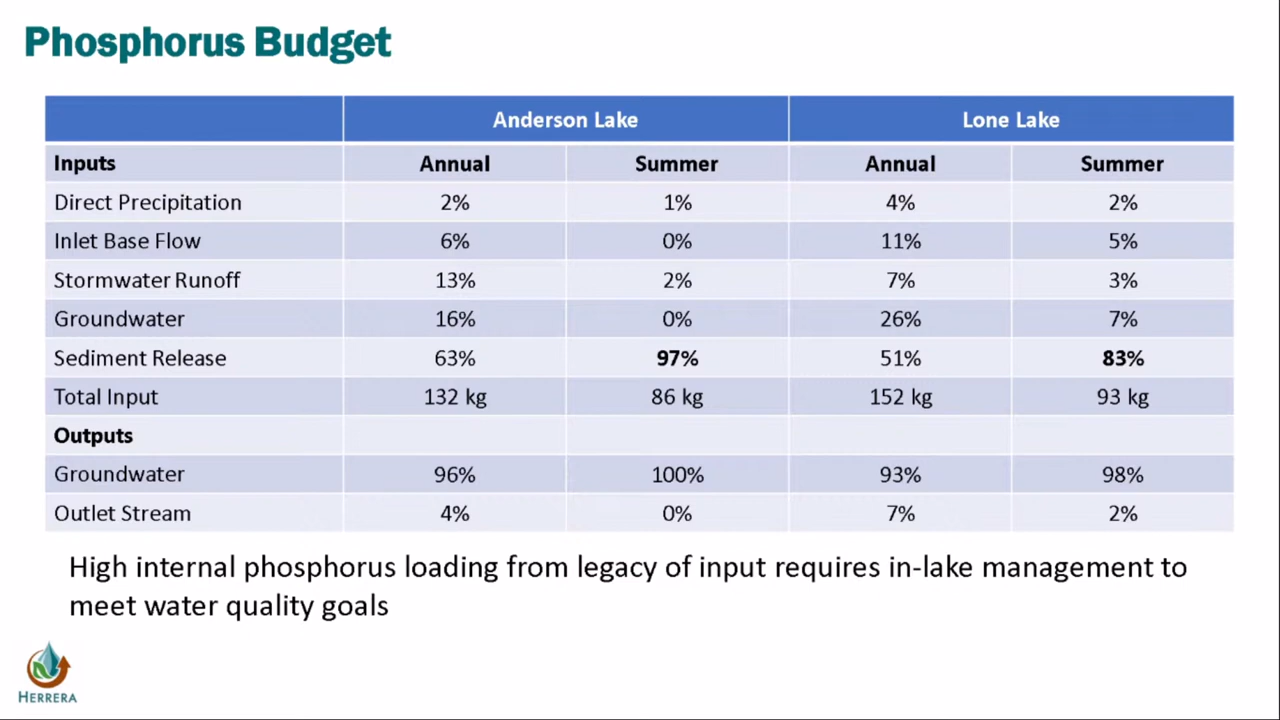 Phosphorus Budget
Anderson Lake Lone Lake
Inputs Annual Summer Annual Summer
Direct Precipitation 2% 1% 4% 2%
Inlet Base Flow 6% 0% 11% 5%
Stormwater Runoff 13% 2% 7% 3%
Groundwater 16% 0% 26% 7%
Sediment Release 63% 97% 51% 83%
Total Input 132 kg 86 kg 152 kg 93 kg
Outputs
Groundwater 96% 100% 93% 98%
Outlet Stream 4% 0% 7% 2%
High internal phosphorus loading from legacy of input requires in-lake management to
meet water quality goals
HERRERA